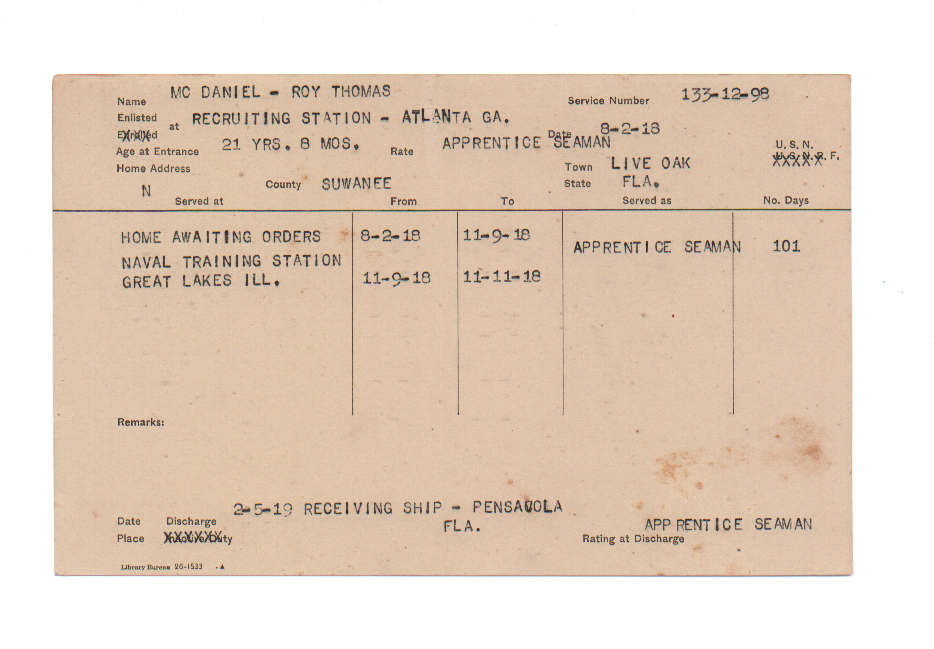 Name MC DANIEL - ROY THOMAS Service Number 133-12-98
Enlisted
Enrolled at RECRUITING STATION - ATLANTA GA. Date 8-2-18
Age at Entrance 21 YRS. 8 MOS. Rate APPRENTICE SEAMAN U. S. N.
U. S. N. R. F.
Home Address Town LIVE OAK
N County SUWANEE State FLA.
Served at From To Served as No. Days
HOME AWAITING ORDERS 8-2-18 11-9-18 APPRENTICE SEAMAN 101
NAVAL TRAINING STATION
GREAT LAKES ILL. 11-9-18 11-11-18
Remarks:
2-5-19 RECEIVING SHIP - PENSACOLA
Date Discharge FLA. APPRENTICE SEAMAN
Place Inactive Duty Rating at Discharge
Library Bureau 26-1533 A